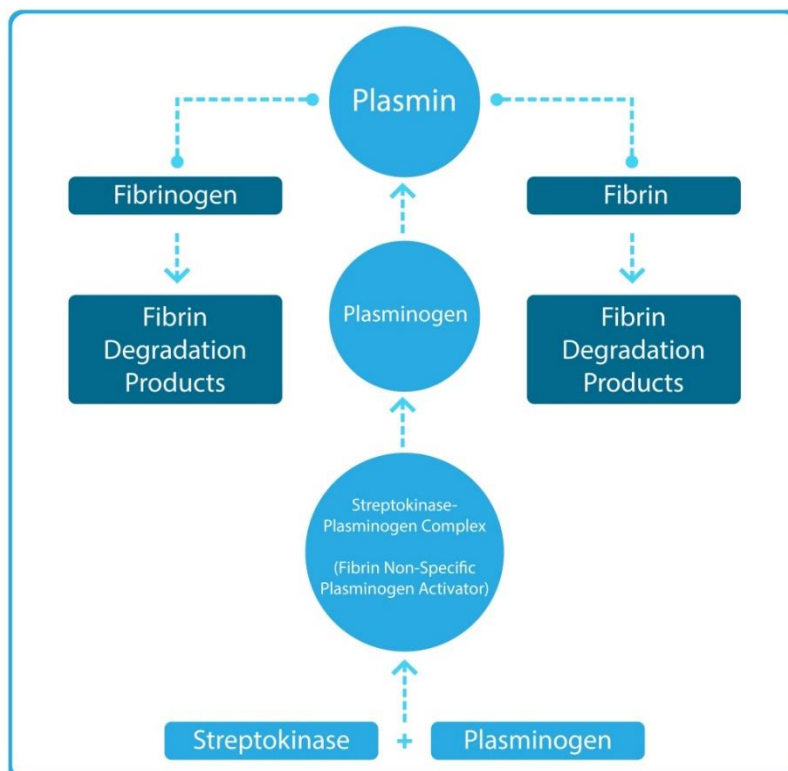 Plasmin
Fibrinogen
Fibrin
Plasminogen
Fibrin
Degradation
Products
Fibrin
Degradation
Products
Streptokinase-
Plasminogen Complex
(Fibrin Non-Specific
Plasminogen Activator)
Streptokinase + Plasminogen